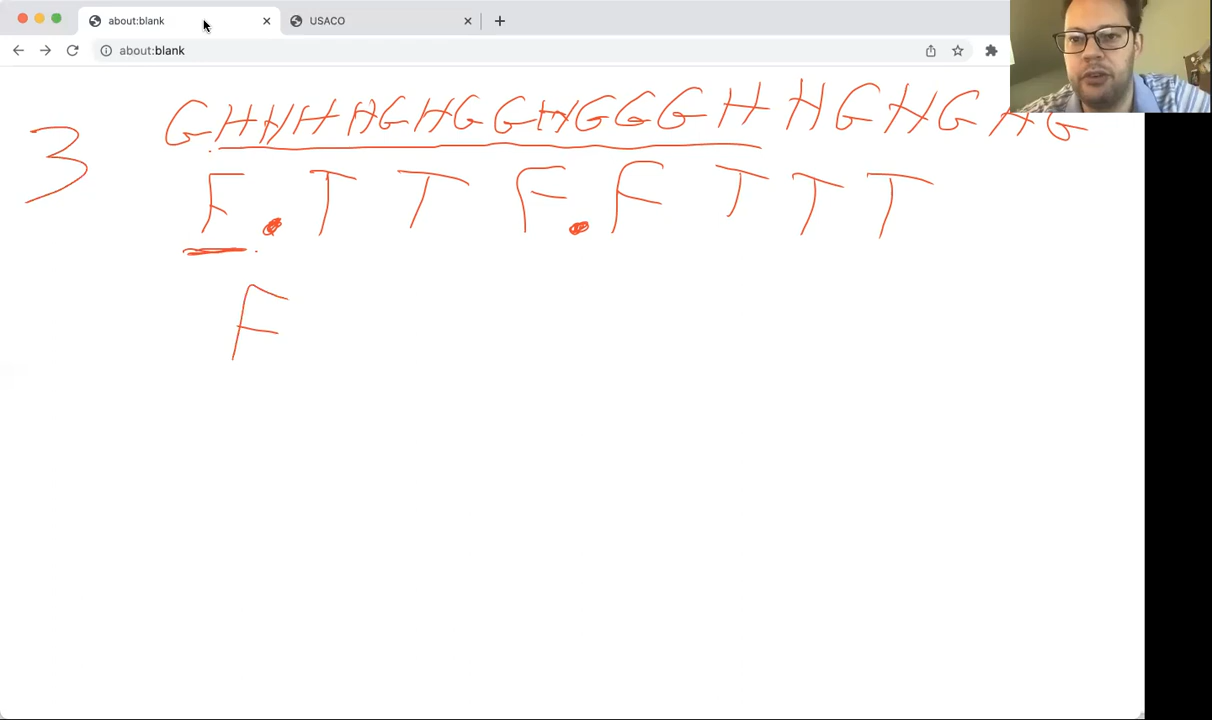 about:blank
USACO
about:blank
3
GHHHHGHGGHGGGHHGHGHG
F . T T F . F T T T
F